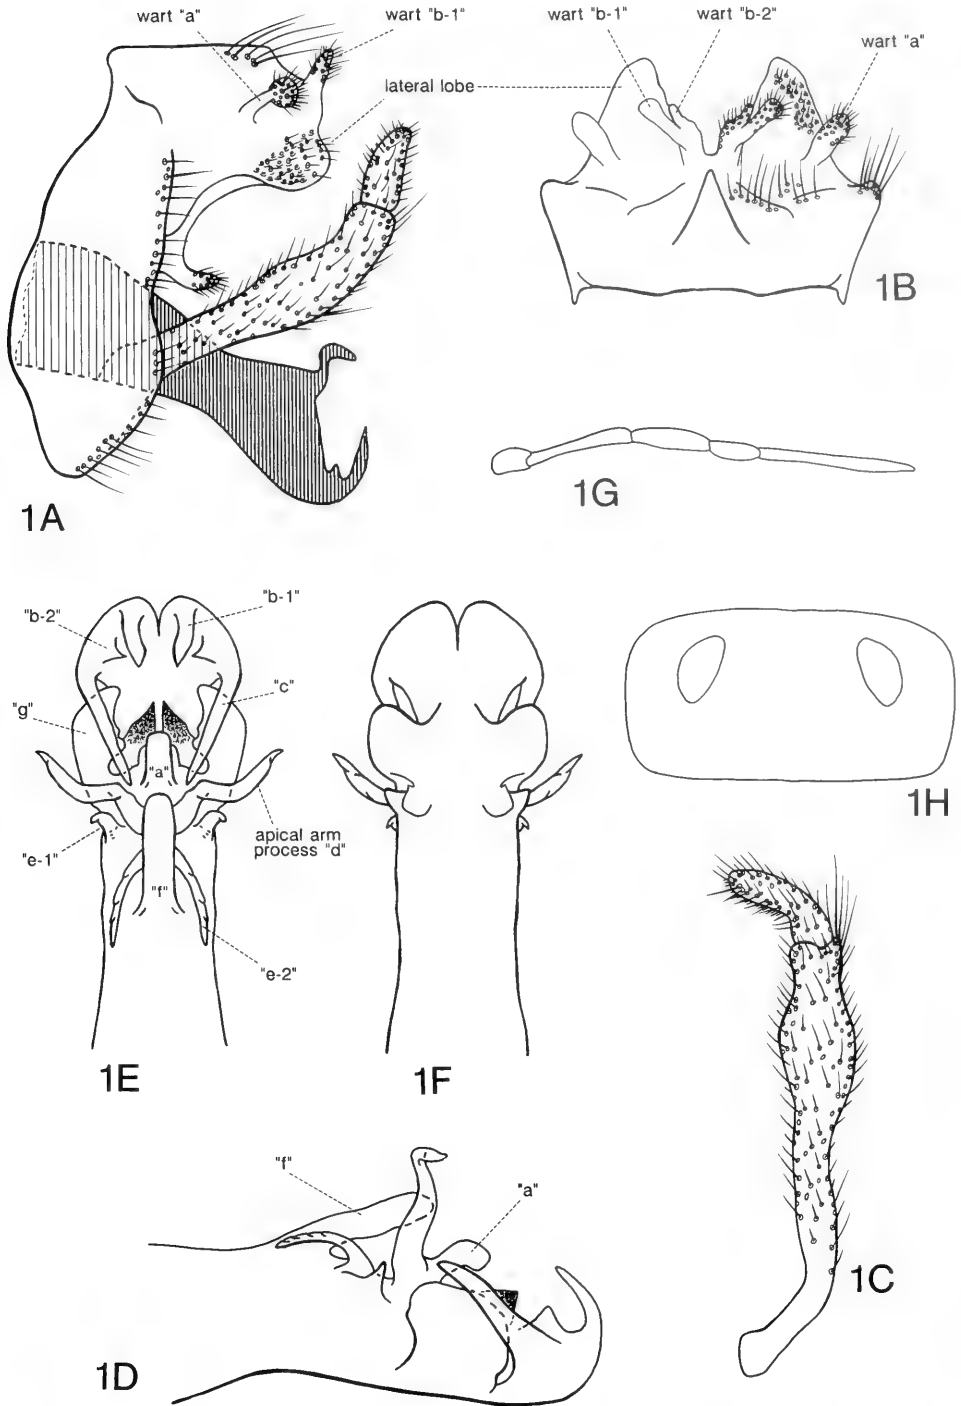 wart "a"
wart "b-1"
wart "b-1"
wart "b-2"
wart "a"
lateral lobe
1B
1A
1G
"b-2"
"b-1"
"c"
"g"
"a"
apical arm
process "d"
"e-1"
"f"
"e-2"
1E
1F
1H
"f"
"a"
1C
1D